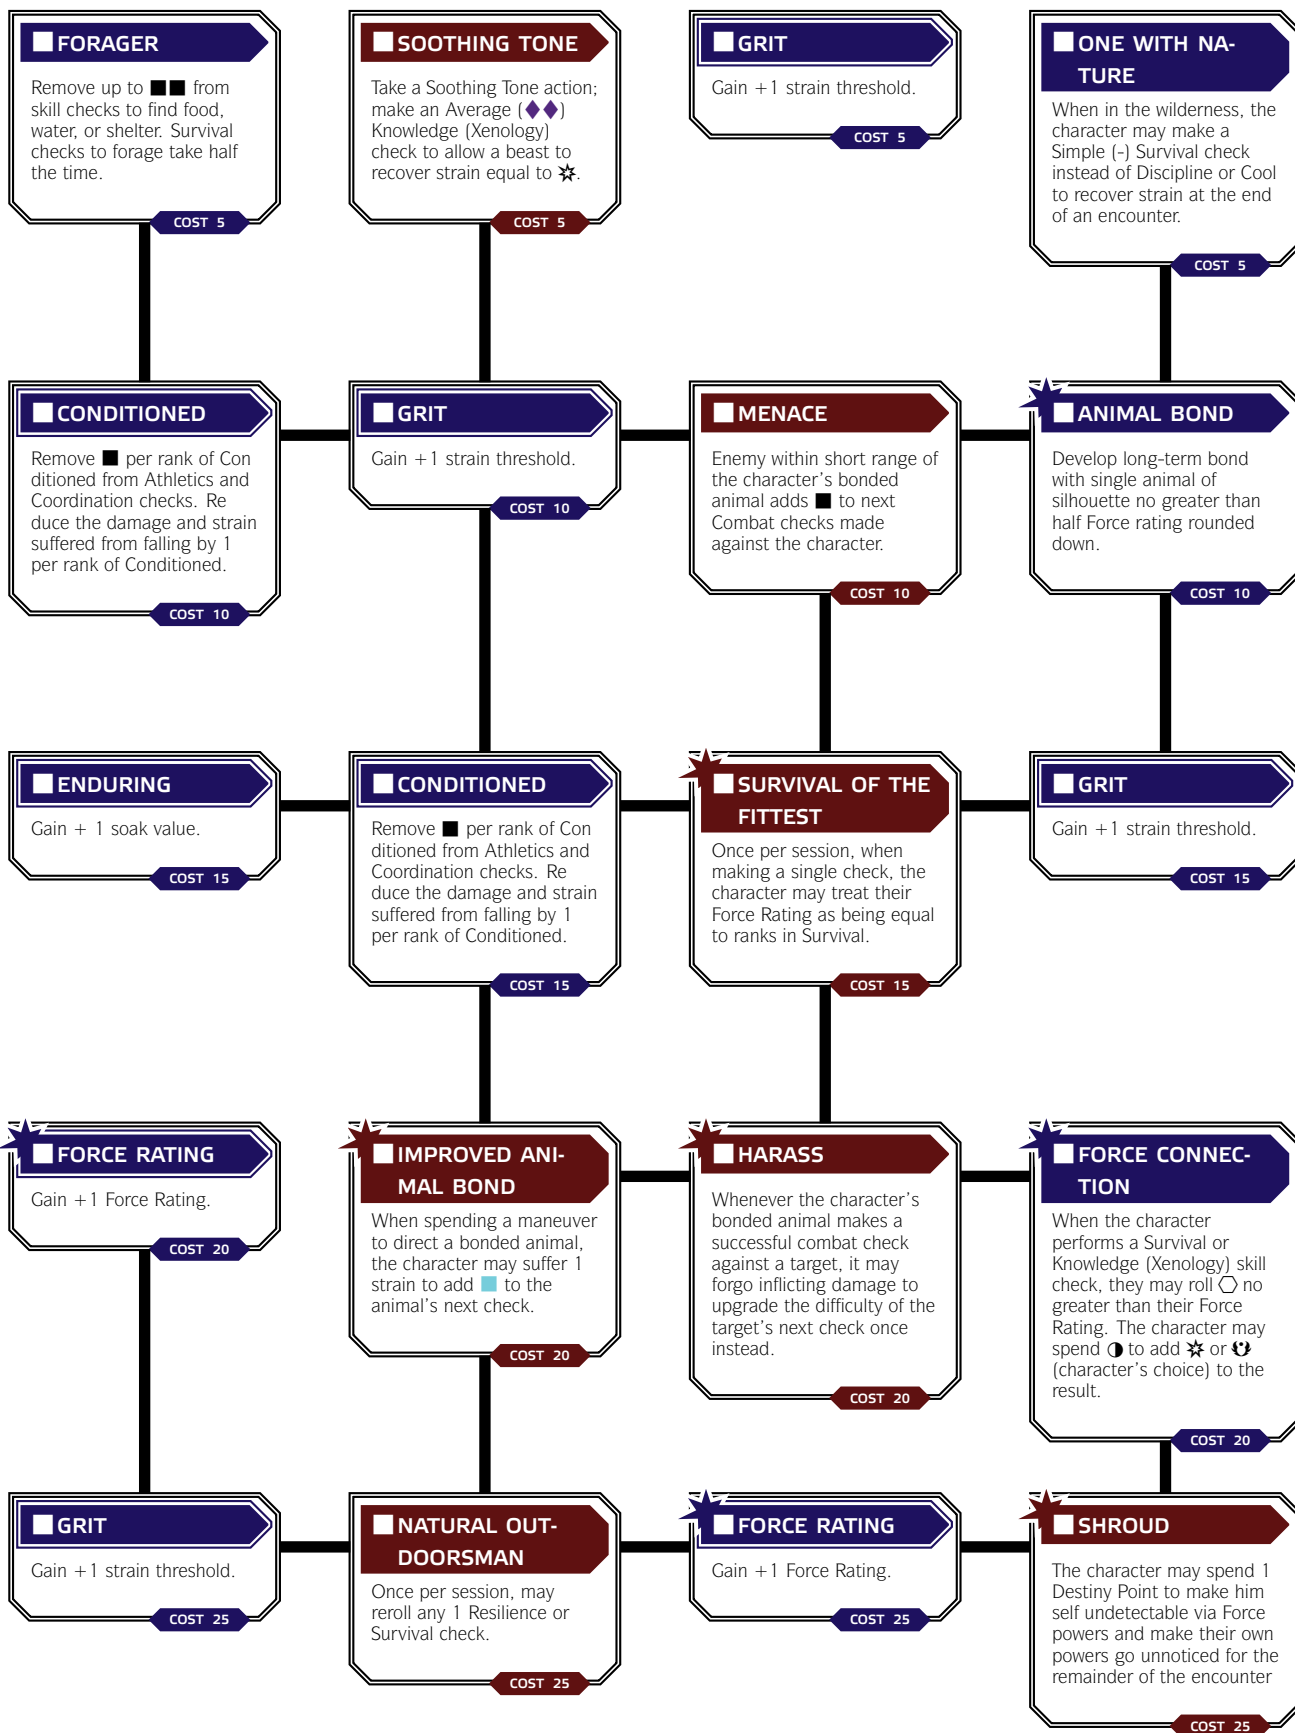 FORAGER
Remove up to ■■ from
skill checks to find food,
water, or shelter. Survival
checks to forage take half
the time.
COST 5
SOOTHING TONE
Take a Soothing Tone action;
make an Average (♦♦)
Knowledge (Xenology)
check to allow a beast to
recover strain equal to
COST 5
GRIT
Gain +1 strain threshold.
COST 5
ONE WITH NA-
TURE
When in the wilderness, the
character may make a
Simple (-) Survival check
instead of Discipline or Cool
to recover strain at the end
of an encounter.
COST 5
CONDITIONED
Remove ■ per rank of Con
ditioned from Athletics and
Coordination checks. Re
duce the damage and strain
suffered from falling by 1
per rank of Conditioned.
COST 10
GRIT
Gain +1 strain threshold.
COST 10
MENACE
Enemy within short range of
the character's bonded
animal adds ■ to next
Combat checks made
against the character.
COST 10
ANIMAL BOND
Develop long-term bond
with single animal of
silhouette no greater than
half Force rating rounded
down.
COST 10
ENDURING
Gain + 1 soak value.
COST 15
CONDITIONED
Remove ■ per rank of Con
ditioned from Athletics and
Coordination checks. Re
duce the damage and strain
suffered from falling by 1
per rank of Conditioned.
COST 15
SURVIVAL OF THE
FITTEST
Once per session, when
making a single check, the
character may treat their
Force Rating as being equal
to ranks in Survival.
COST 15
GRIT
Gain +1 strain threshold.
COST 15
FORCE RATING
Gain +1 Force Rating.
COST 20
IMPROVED ANI-
MAL BOND
When spending a maneuver
to direct a bonded animal,
the character may suffer 1
strain to add ■ to the
animal's next check.
COST 20
HARASS
Whenever the character's
bonded animal makes a
successful combat check
against a target, it may
forgo inflicting damage to
upgrade the difficulty of the
target's next check once
instead.
COST 20
FORCE CONNEC-
TION
When the character
performs a Survival or
Knowledge (Xenology) skill
check, they may roll ⬡ no
greater than their Force
Rating. The character may
spend ◑ to add or
(character's choice) to the
result.
COST 20
GRIT
Gain +1 strain threshold.
COST 25
NATURAL OUT-
DOORSMAN
Once per session, may
reroll any 1 Resilience or
Survival check.
COST 25
FORCE RATING
Gain +1 Force Rating.
COST 25
SHROUD
The character may spend 1
Destiny Point to make him
self undetectable via Force
powers and make their own
powers go unnoticed for the
remainder of the encounter
COST 25